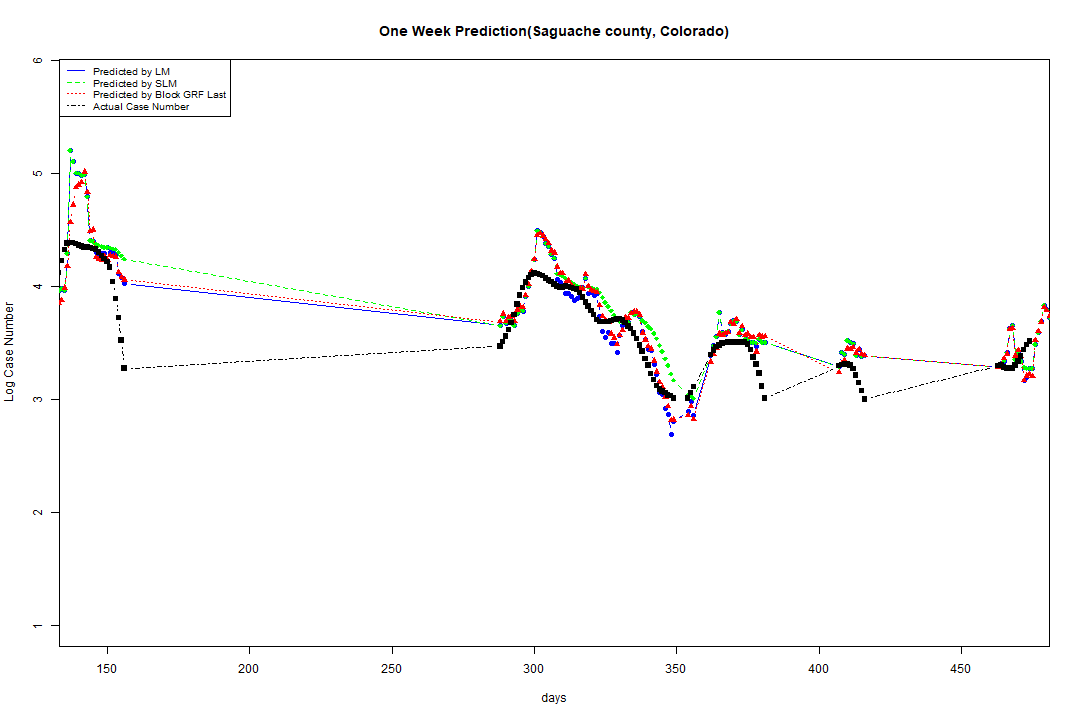 One Week Prediction(Saguache county, Colorado)
Predicted by LM
Predicted by SLM
Predicted by Block GRF Last
Actual Case Number
6
5
4
3
2
1
Log Case Number
150 200 250 300 350 400 450
days